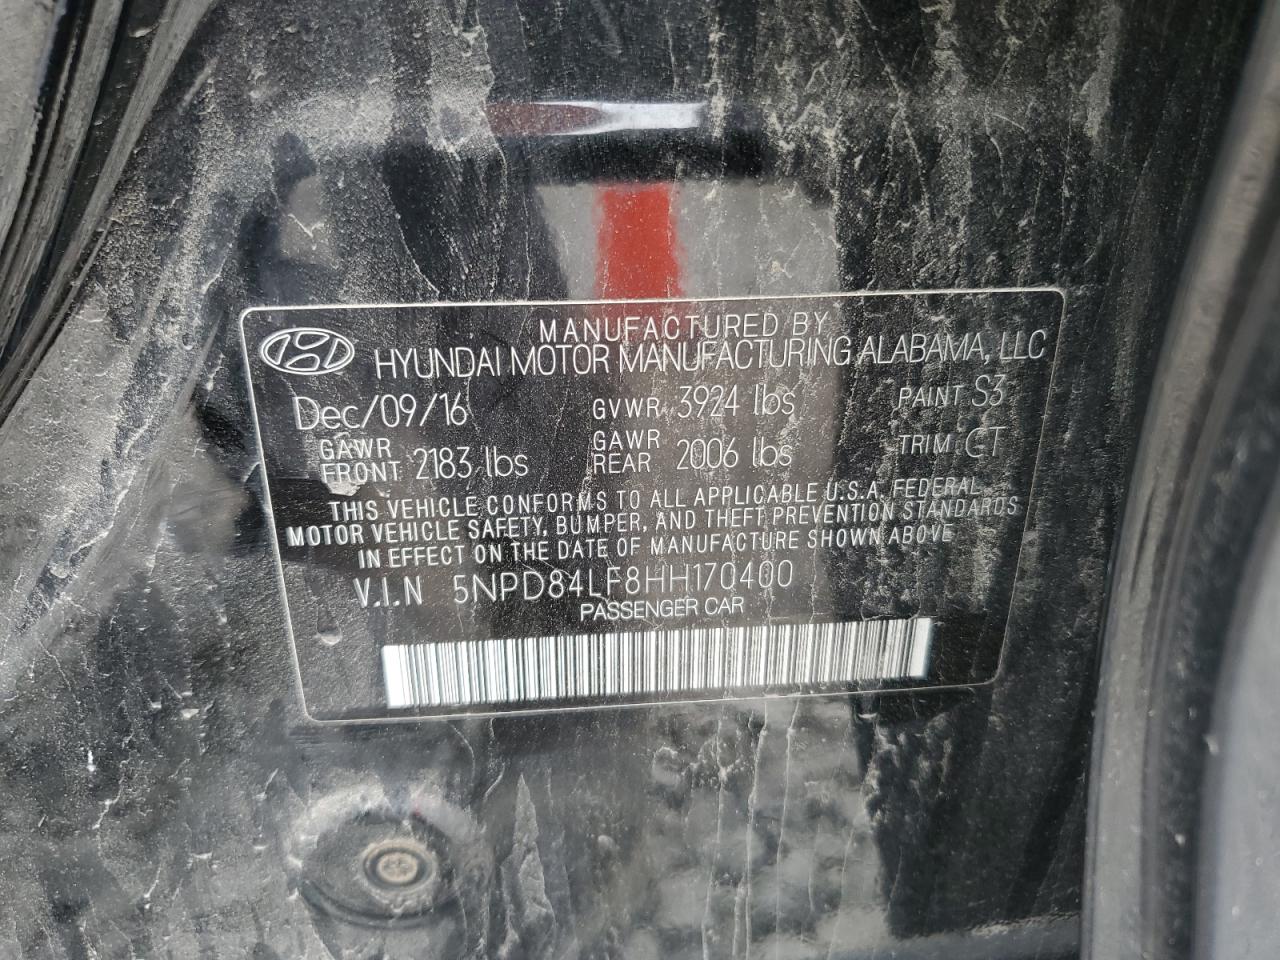 MANUFACTURED BY
HYUNDAI MOTOR MANUFACTURING ALABAMA, LLC
Dec/09/16 GVWR 3924 lbs PAINT S3
GAWR FRONT 2183 lbs GAWR REAR 2006 lbs TRIM CT
THIS VEHICLE CONFORMS TO ALL APPLICABLE U.S.A. FEDERAL
MOTOR VEHICLE SAFETY, BUMPER, AND THEFT PREVENTION STANDARDS
IN EFFECT ON THE DATE OF MANUFACTURE SHOWN ABOVE
V.I.N 5NPD84LF8HH170400
PASSENGER CAR